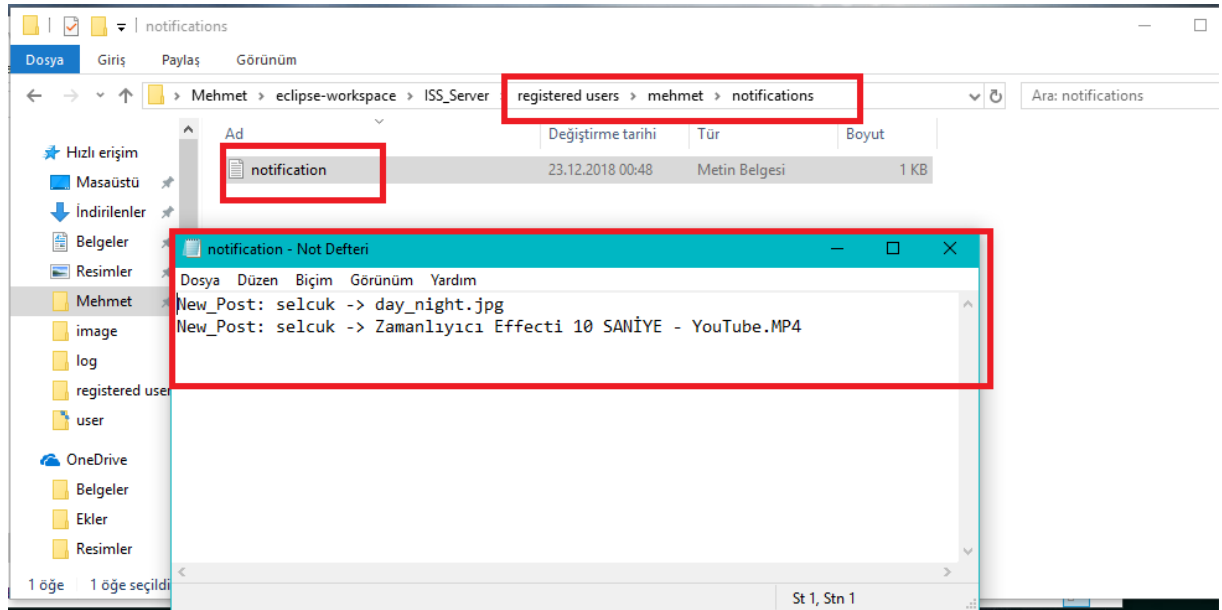 notifications
Dosya Giriş Paylaş Görünüm
Mehmet › eclipse-workspace › ISS_Server › registered users › mehmet › notifications
Ara: notifications
Ad Değiştirme tarihi Tür Boyut
notification 23.12.2018 00:48 Metin Belgesi 1 KB
Hızlı erişim
Masaüstü
İndirilenler
Belgeler
Resimler
Mehmet
image
log
registered user
user
OneDrive
Belgeler
Ekler
Resimler
1 öğe 1 öğe seçildi
notification - Not Defteri
Dosya Düzen Biçim Görünüm Yardım
New_Post: selcuk -> day_night.jpg
New_Post: selcuk -> Zamanlıyıcı Effecti 10 SANİYE - YouTube.MP4
St 1, Stn 1